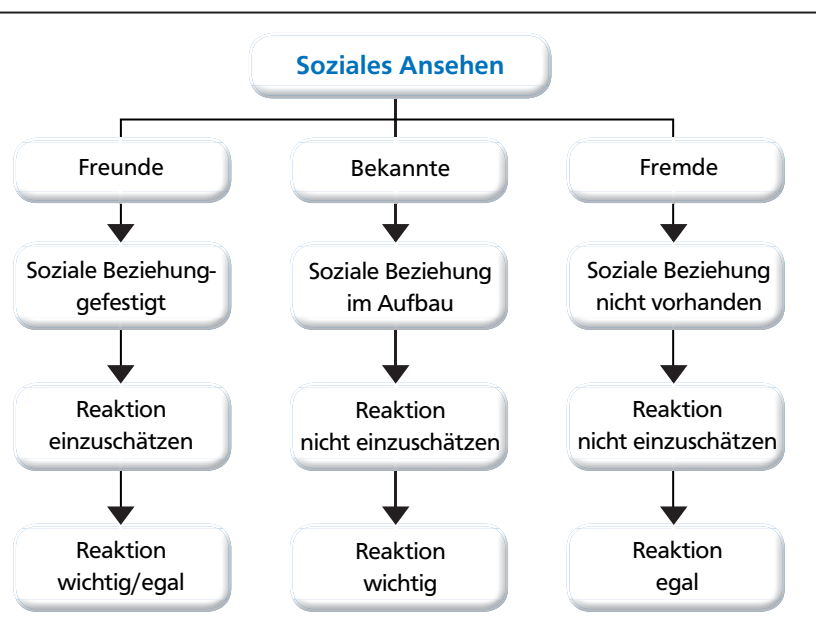 Soziales Ansehen
Freunde
Bekannte
Fremde
Soziale Beziehung-
gefestigt
Soziale Beziehung
im Aufbau
Soziale Beziehung
nicht vorhanden
Reaktion
einzuschätzen
Reaktion
nicht einzuschätzen
Reaktion
nicht einzuschätzen
Reaktion
wichtig/egal
Reaktion
wichtig
Reaktion
egal